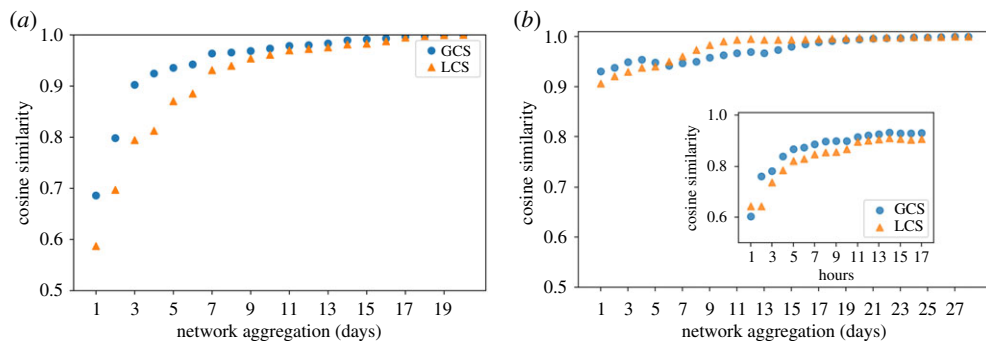 (a)
1.0
0.9
0.8
0.7
0.6
0.5
cosine similarity
GCS
LCS
1 3 5 7 9 11 13 15 17 19
network aggregation (days)
(b)
1.0
0.9
0.8
0.7
0.6
0.5
cosine similarity
1.0
0.8
0.6
cosine similarity
GCS
LCS
1 3 5 7 9 11 13 15 17
hours
1 3 5 7 9 11 13 15 17 19 21 23 25 27
network aggregation (days)